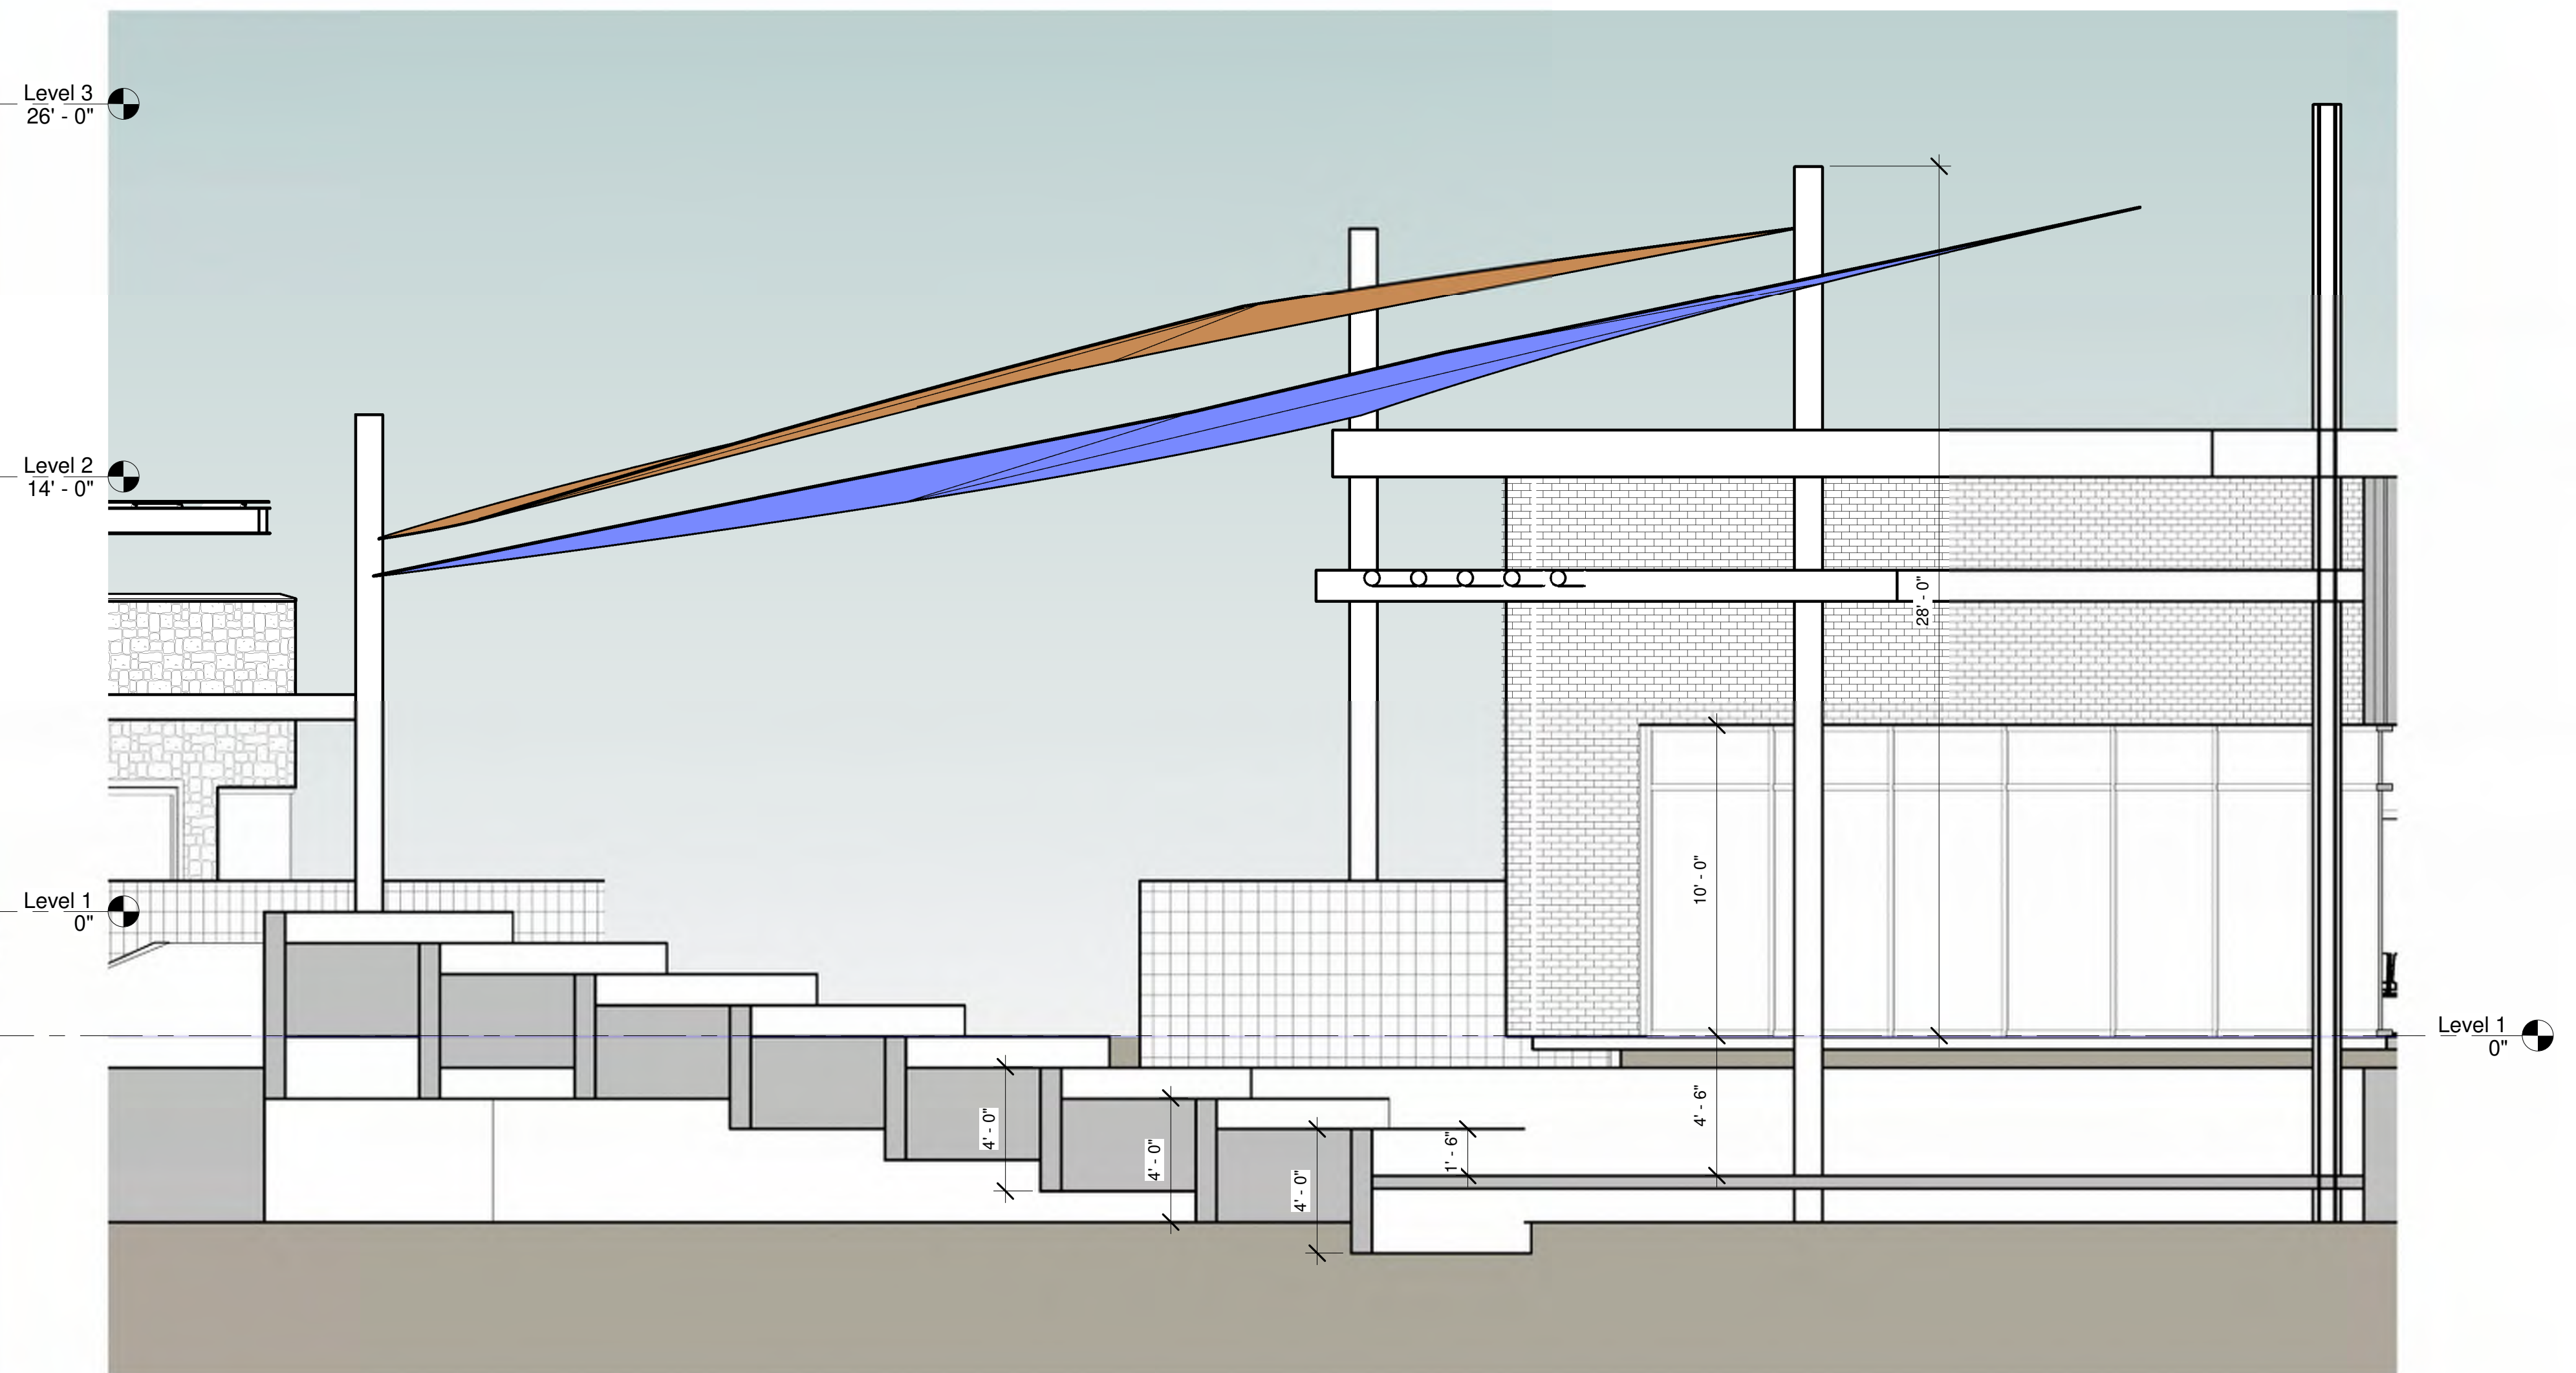 Level 3
26' - 0"
Level 2
14' - 0"
28' - 0"
10' - 0"
Level 1
0"
Level 1
0"
4' - 6"
4' - 0"
4' - 0"
4' - 0"
1' - 6"